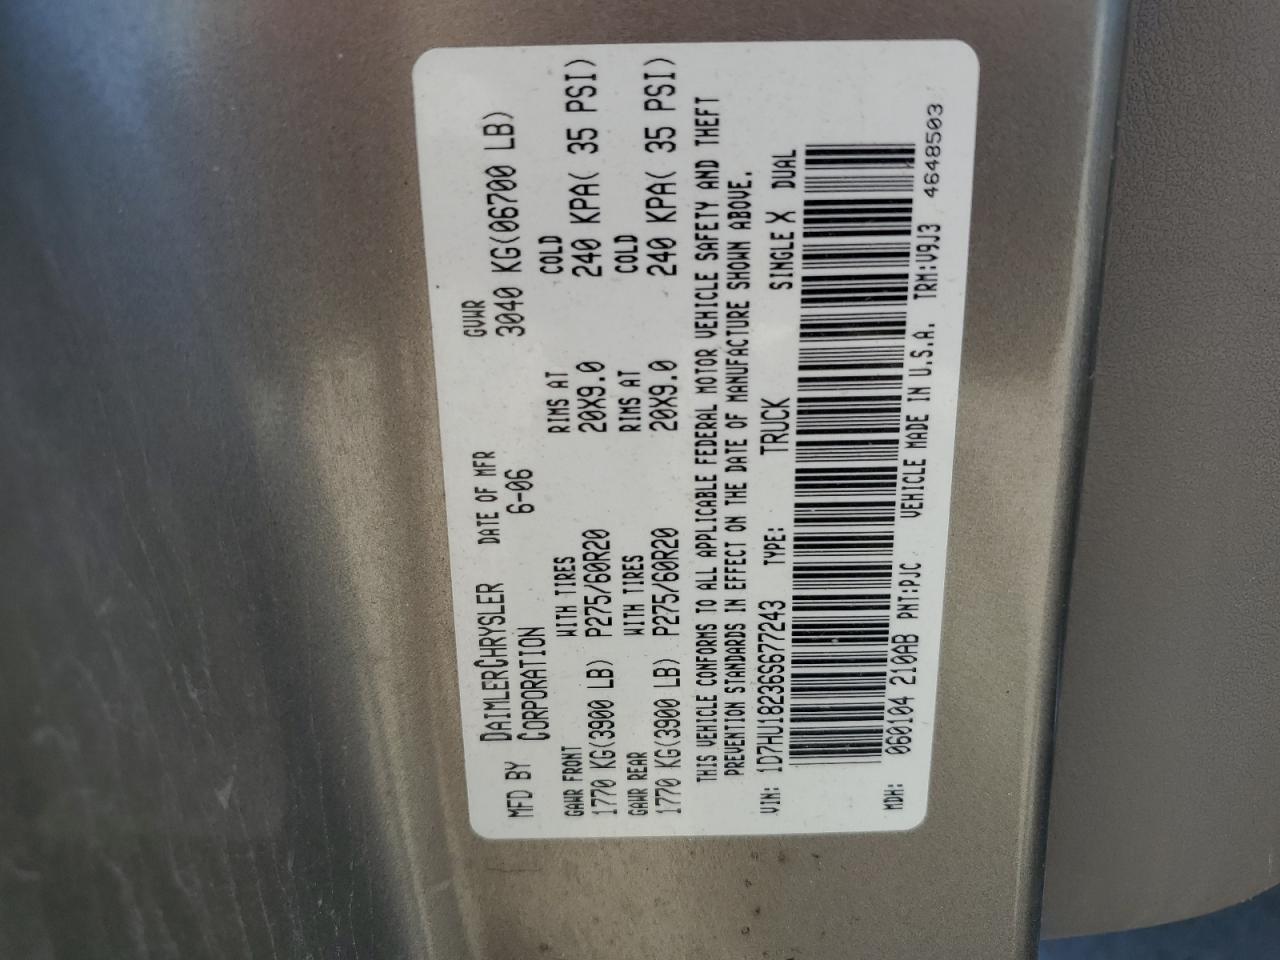 MFD BY DAIMLERCHRYSLER CORPORATION DATE OF MFR 6-06 GVWR 3040 KG(06700 LB)
GAWR FRONT WITH TIRES RIMS AT COLD
1770 KG(3900 LB) P275/60R20 20X9.0 240 KPA( 35 PSI)
GAWR REAR WITH TIRES RIMS AT COLD
1770 KG(3900 LB) P275/60R20 20X9.0 240 KPA( 35 PSI)
THIS VEHICLE CONFORMS TO ALL APPLICABLE FEDERAL MOTOR VEHICLE SAFETY AND THEFT
PREVENTION STANDARDS IN EFFECT ON THE DATE OF MANUFACTURE SHOWN ABOVE.
VIN: 1D7HU18236S677243 TYPE: TRUCK SINGLE X DUAL
MDH: 060104 210AB PNT:PJC VEHICLE MADE IN U.S.A. TRM:V9J3 4648503